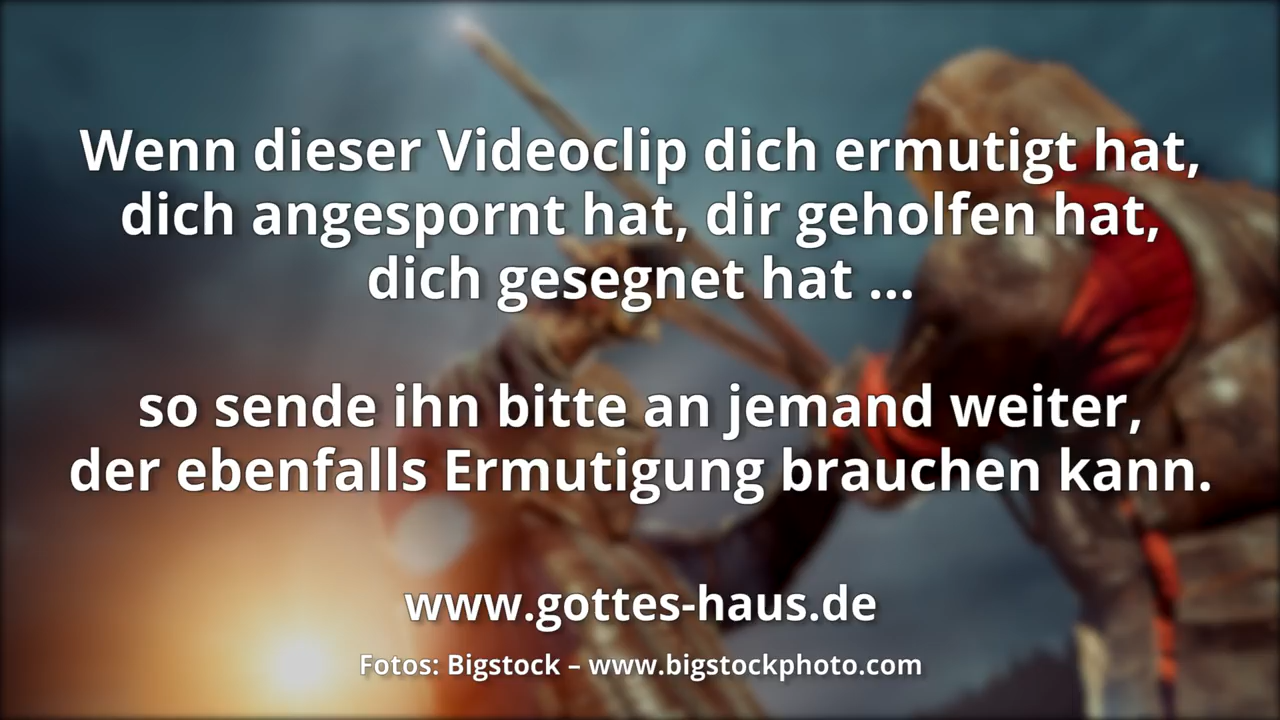 Wenn dieser Videoclip dich ermutigt hat,
dich angespornt hat, dir geholfen hat,
dich gesegnet hat ...
so sende ihn bitte an jemand weiter,
der ebenfalls Ermutigung brauchen kann.
www.gottes-haus.de
Fotos: Bigstock – www.bigstockphoto.com